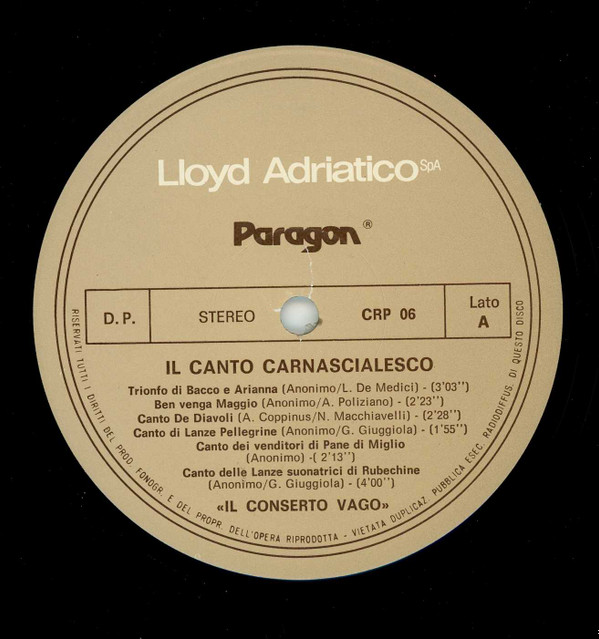 Lloyd Adriatico SpA
Paragon®
D. P. STEREO CRP 06 Lato A
IL CANTO CARNASCIALESCO
Trionfo di Bacco e Arianna (Anonimo/L. De Medici) - (3'03'')
Ben venga Maggio (Anonimo/A. Poliziano) - (2'23'')
Canto De Diavoli (A. Coppinus/N. Macchiavelli) - (2'28'')
Canto di Lanze Pellegrine (Anonimo/G. Giuggiola) - (1'55'')
Canto dei venditori di Pane di Miglio
(Anonimo) -( 2'13'')
Canto delle Lanze suonatrici di Rubechine
(Anonimo/G. Giuggiola) - (4'00'')
«IL CONSERTO VAGO»
RISERVATI TUTTI I DIRITTI DEL PROD. FONOGR. E DEL PROPR. DELL'OPERA RIPRODOTTA - VIETATA DUPLICAZ. PUBBLICA ESEC. RADIODIFFUS. DI QUESTO DISCO